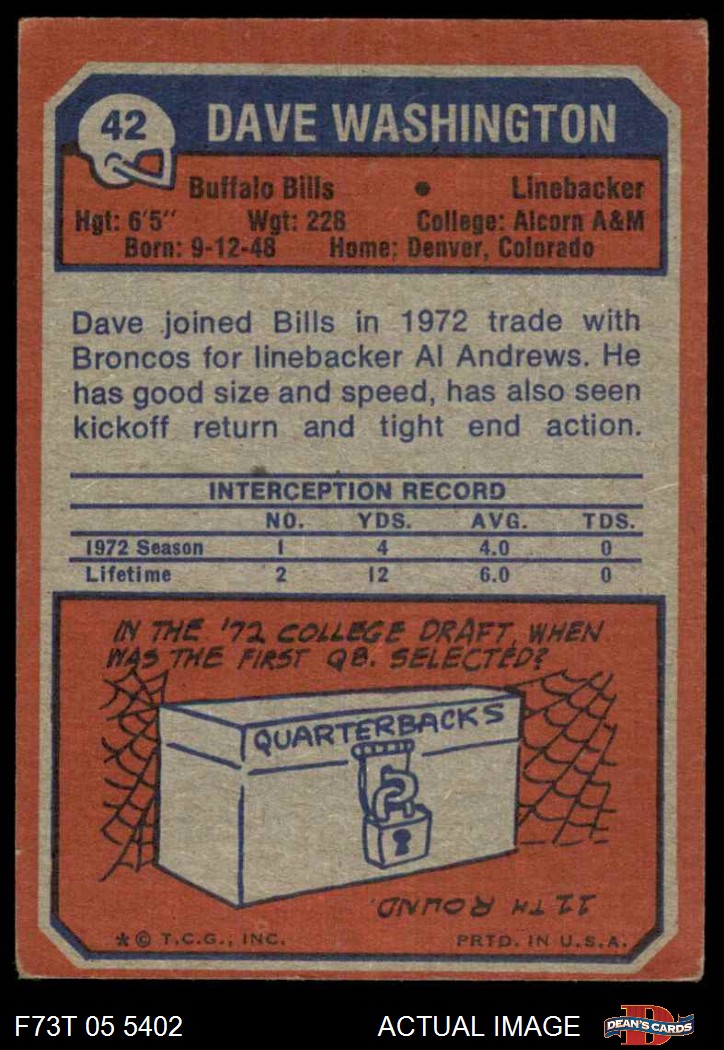 42
DAVE WASHINGTON
Buffalo Bills • Linebacker
Hgt: 6'5" Wgt: 228 College: Alcorn A&M
Born: 9-12-48 Home: Denver, Colorado
Dave joined Bills in 1972 trade with
Broncos for linebacker Al Andrews. He
has good size and speed, has also seen
kickoff return and tight end action.
INTERCEPTION RECORD
NO. YDS. AVG. TDS.
1972 Season 1 4 4.0 0
Lifetime 2 12 6.0 0
IN THE '72 COLLEGE DRAFT, WHEN
WAS THE FIRST QB. SELECTED?
QUARTERBACKS
11TH ROUND.
* © T.C.G., INC. PRTD. IN U.S.A.
F73T 05 5402 ACTUAL IMAGE
D
DEAN'S CARDS